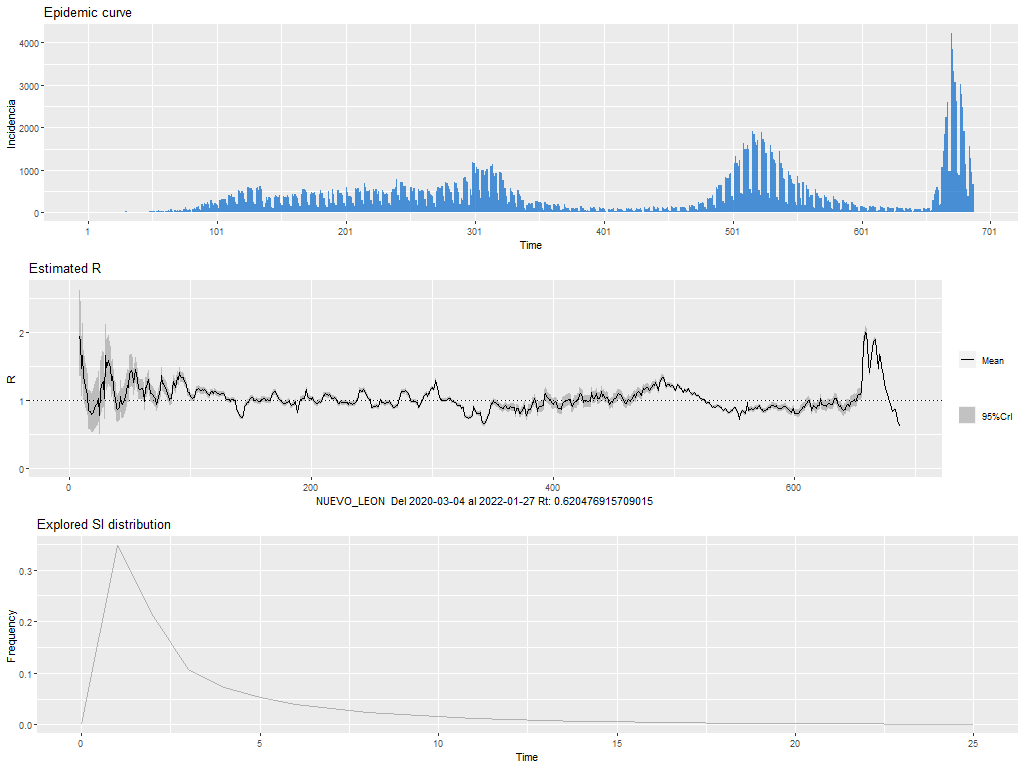 Epidemic curve
4000
3000
2000
1000
0
Incidencia
1 101 201 301 401 501 601 701
Time
Estimated R
2
1
0
R
Mean
95%CrI
0 200 400 600
NUEVO_LEON Del 2020-03-04 al 2022-01-27 Rt: 0.620476915709015
Explored SI distribution
0.3
0.2
0.1
0.0
Frequency
0 5 10 15 20 25
Time